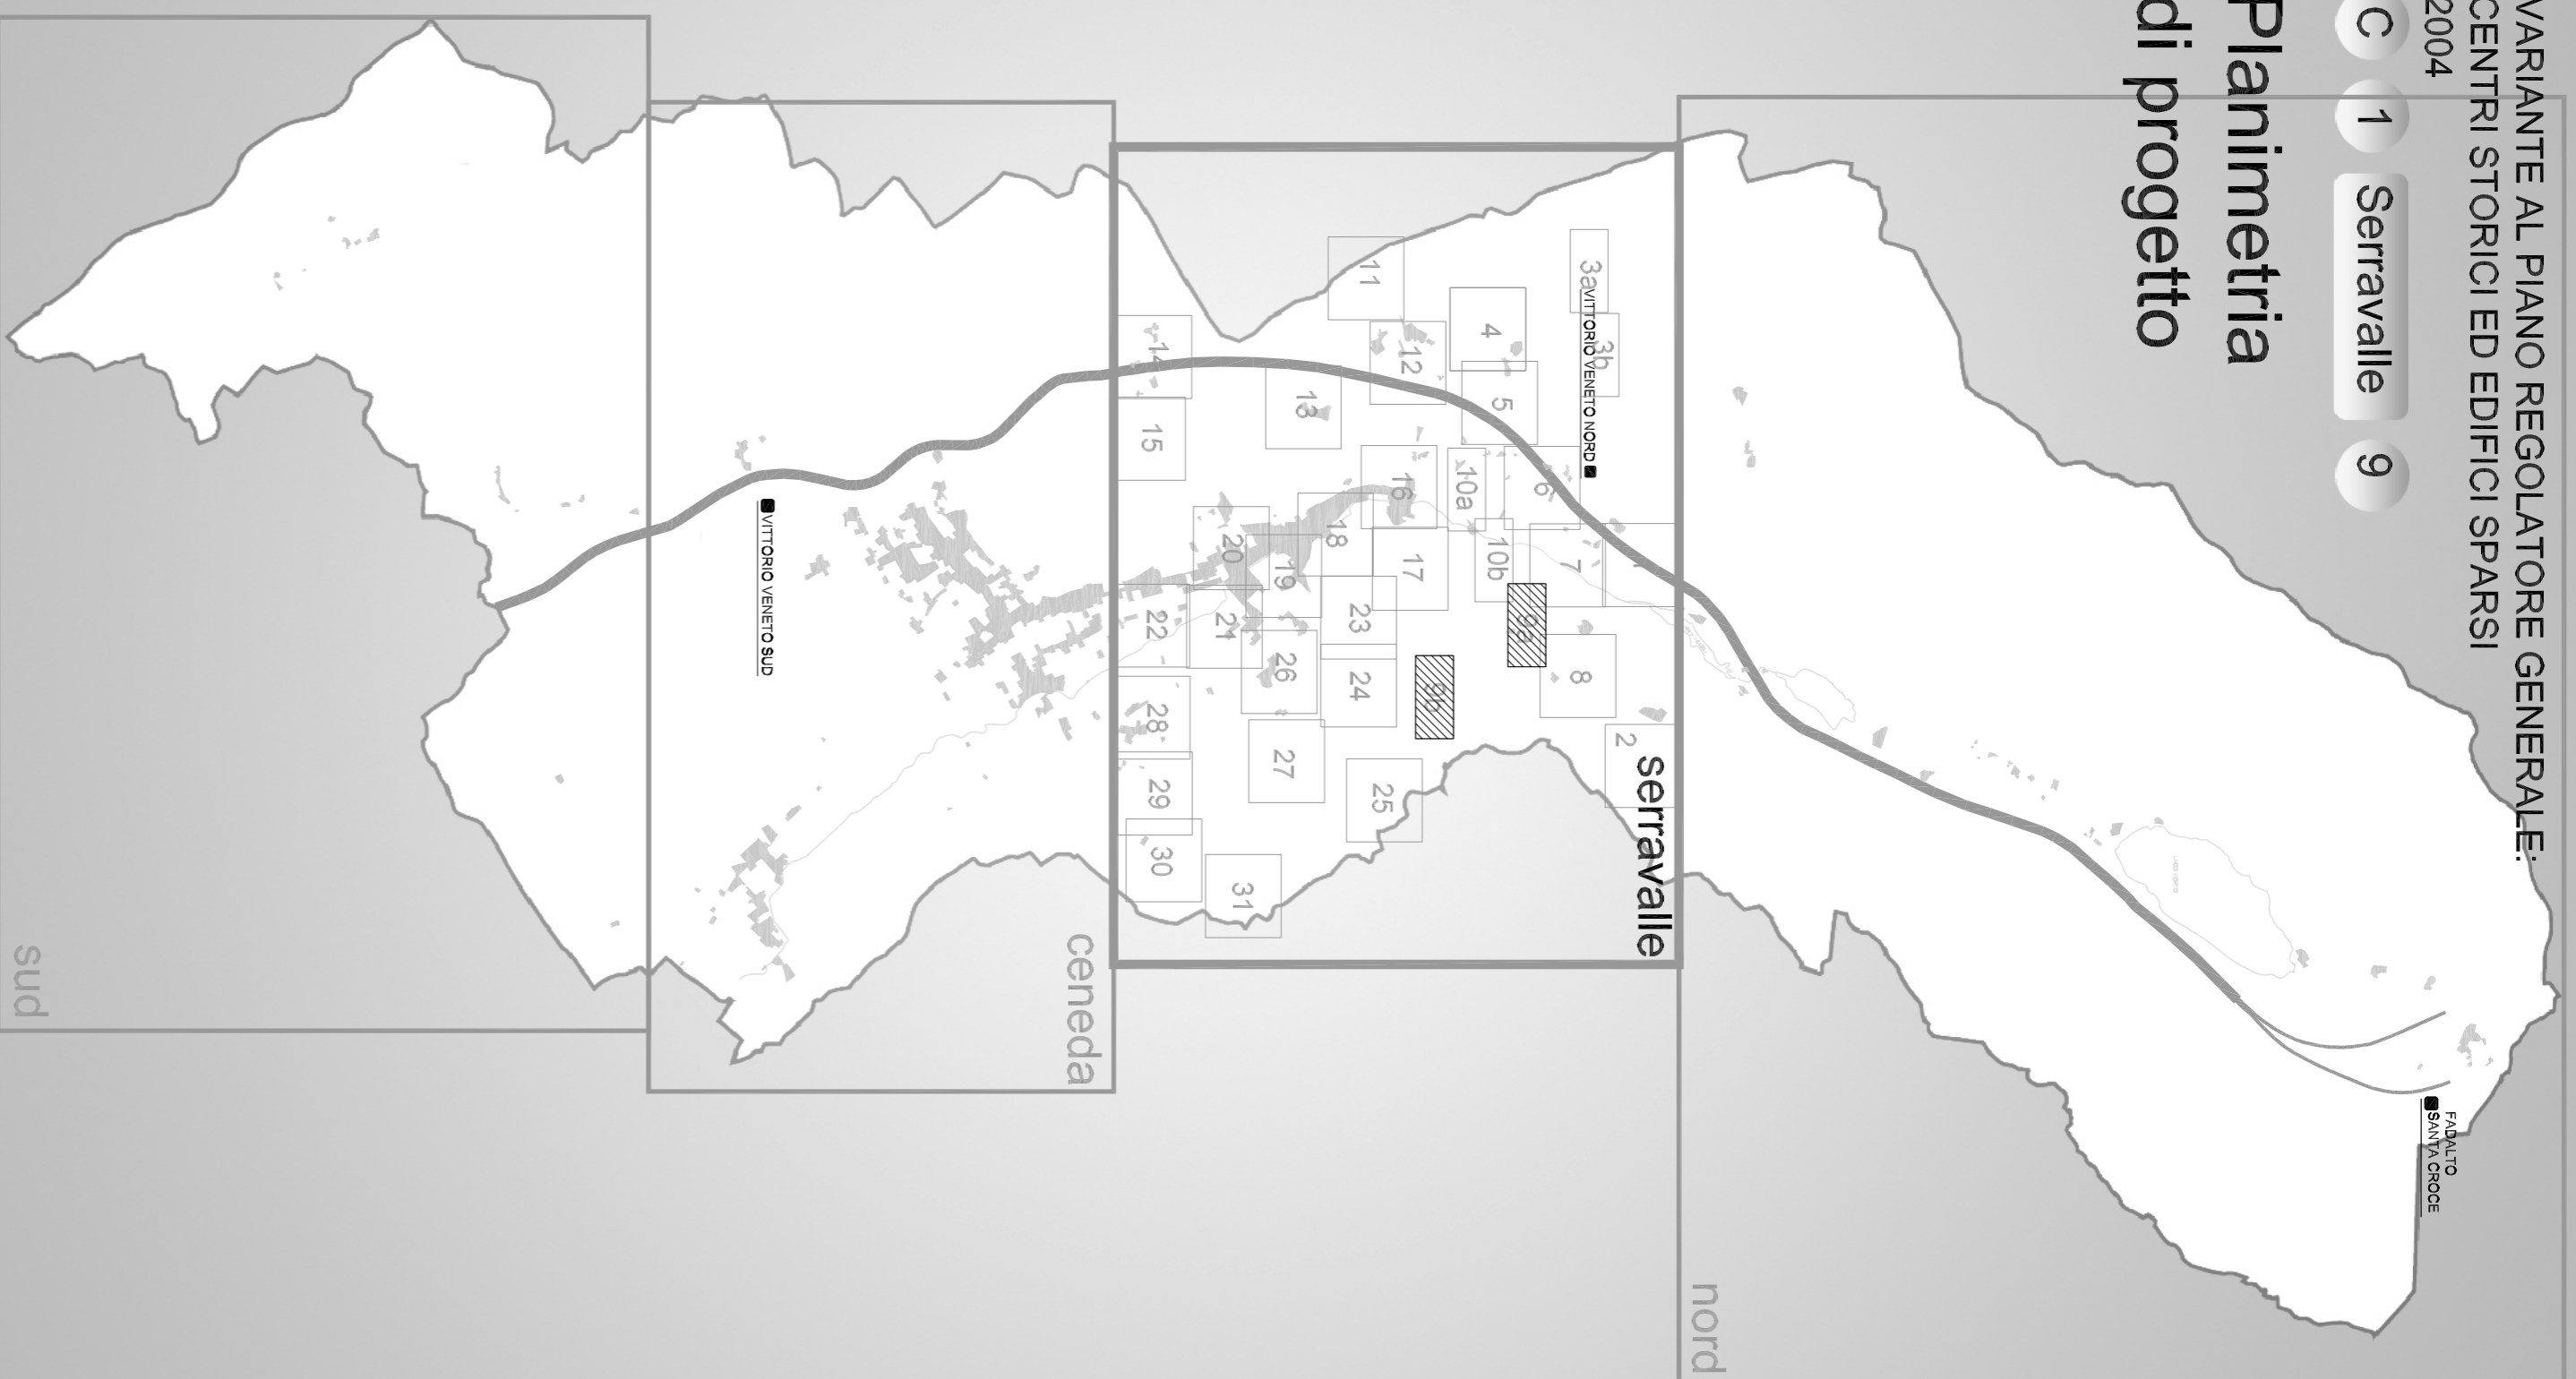 VARIANTE AL PIANO REGOLATORE GENERALE:
CENTRI STORICI ED EDIFICI SPARSI
2004
C 1 Serravalle 9
Planimetria
di progetto
FADALTO
SANTA CROCE
nord
Serravalle
2
3a
3b
VITTORIO VENETO NORD
4
5
6
7
8
9a
9b
10a
10b
11
12
13
14
15
16
17
18
19
20
21
22
23
24
25
26
27
28
29
30
31
ceneda
VITTORIO VENETO SUD
sud